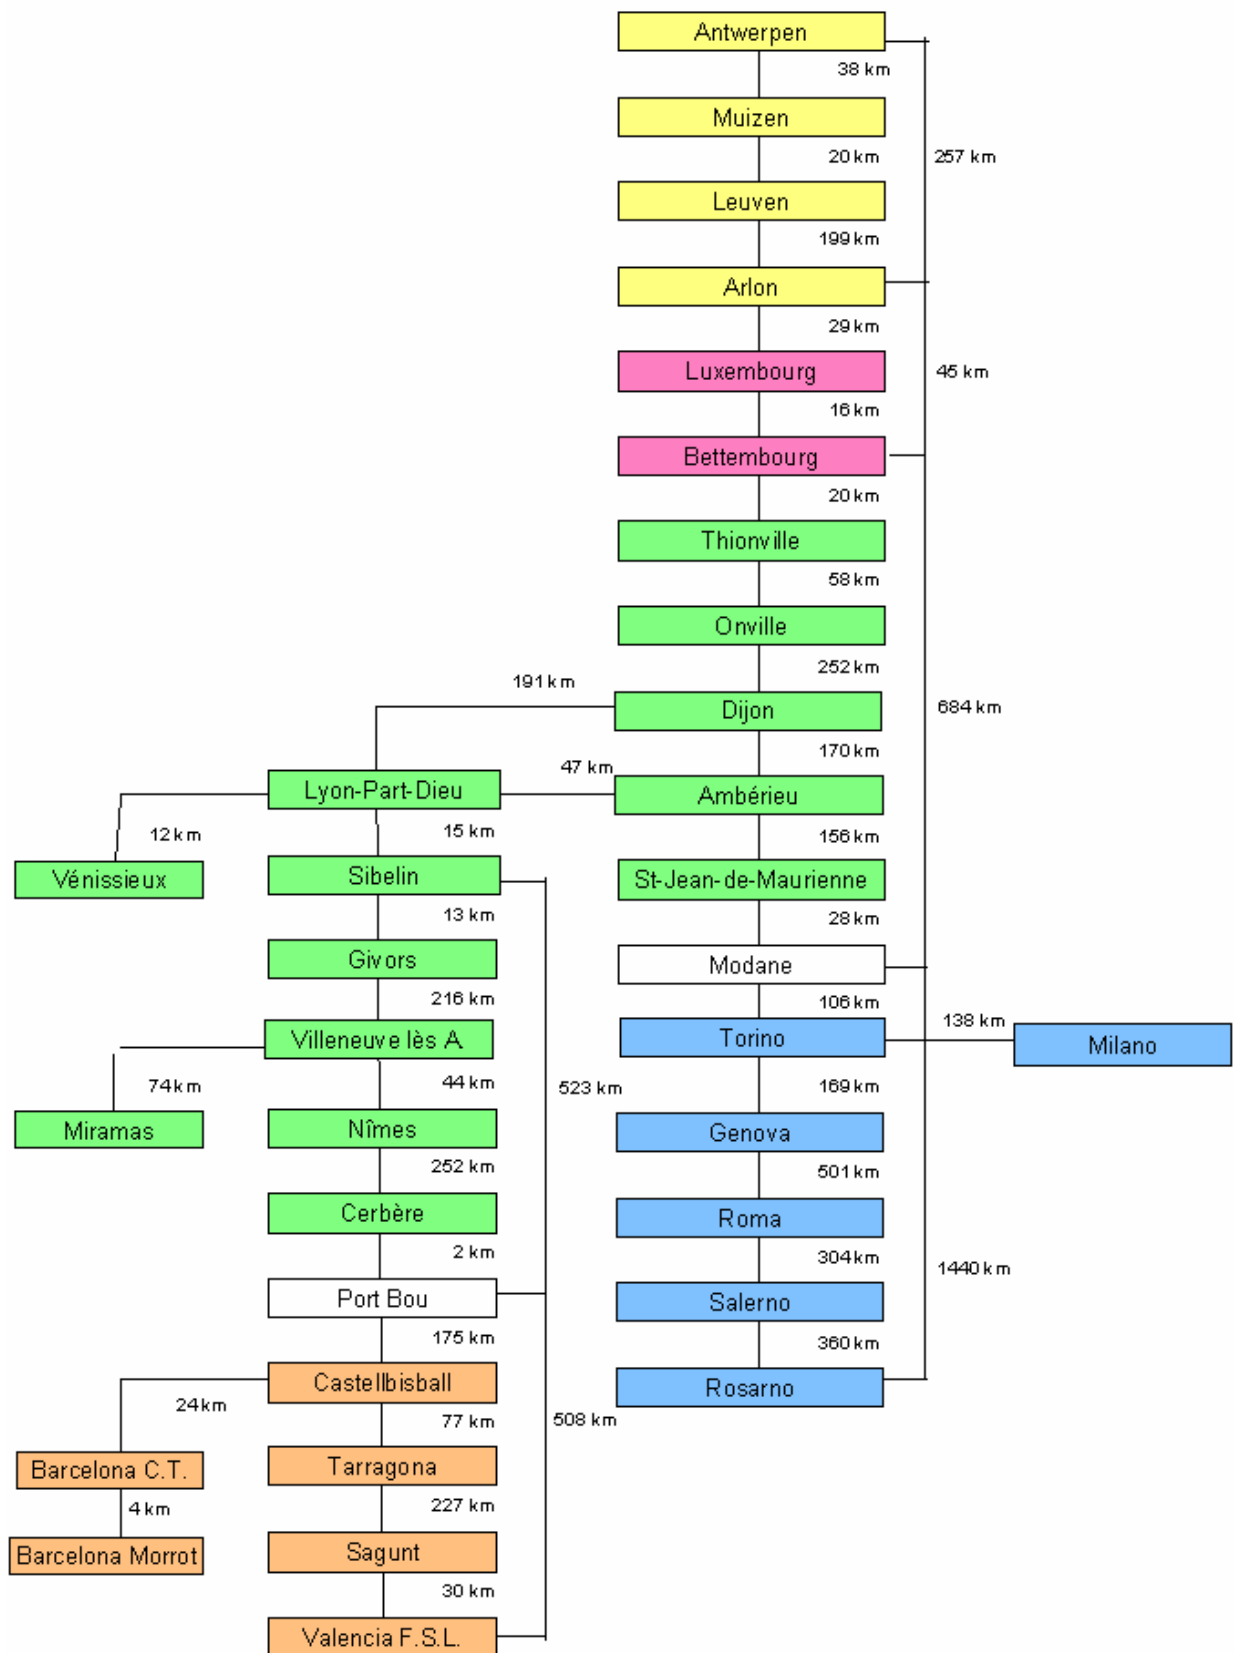 Antwerpen
38 km
Muizen
20 km
257 km
Leuven
199 km
Arlon
29 km
Luxembourg
45 km
16 km
Bettembourg
20 km
Thionville
58 km
Onville
252 km
191 km
Dijon
684 km
170 km
47 km
Lyon-Part-Dieu
Ambérieu
12 km
15 km
156 km
Vénissieux
Sibelin
St-Jean-de-Maurienne
13 km
28 km
Givors
Modane
216 km
106 km
138 km
Villeneuve lès A.
Torino
Milano
74 km
44 km
523 km
169 km
Miramas
Nîmes
Genova
252 km
501 km
Cerbère
Roma
2 km
304 km
1440 km
Port Bou
Salerno
175 km
360 km
Castellbisball
Rosarno
24 km
77 km
508 km
Barcelona C.T.
Tarragona
4 km
227 km
Barcelona Morrot
Sagunt
30 km
Valencia F.S.L.